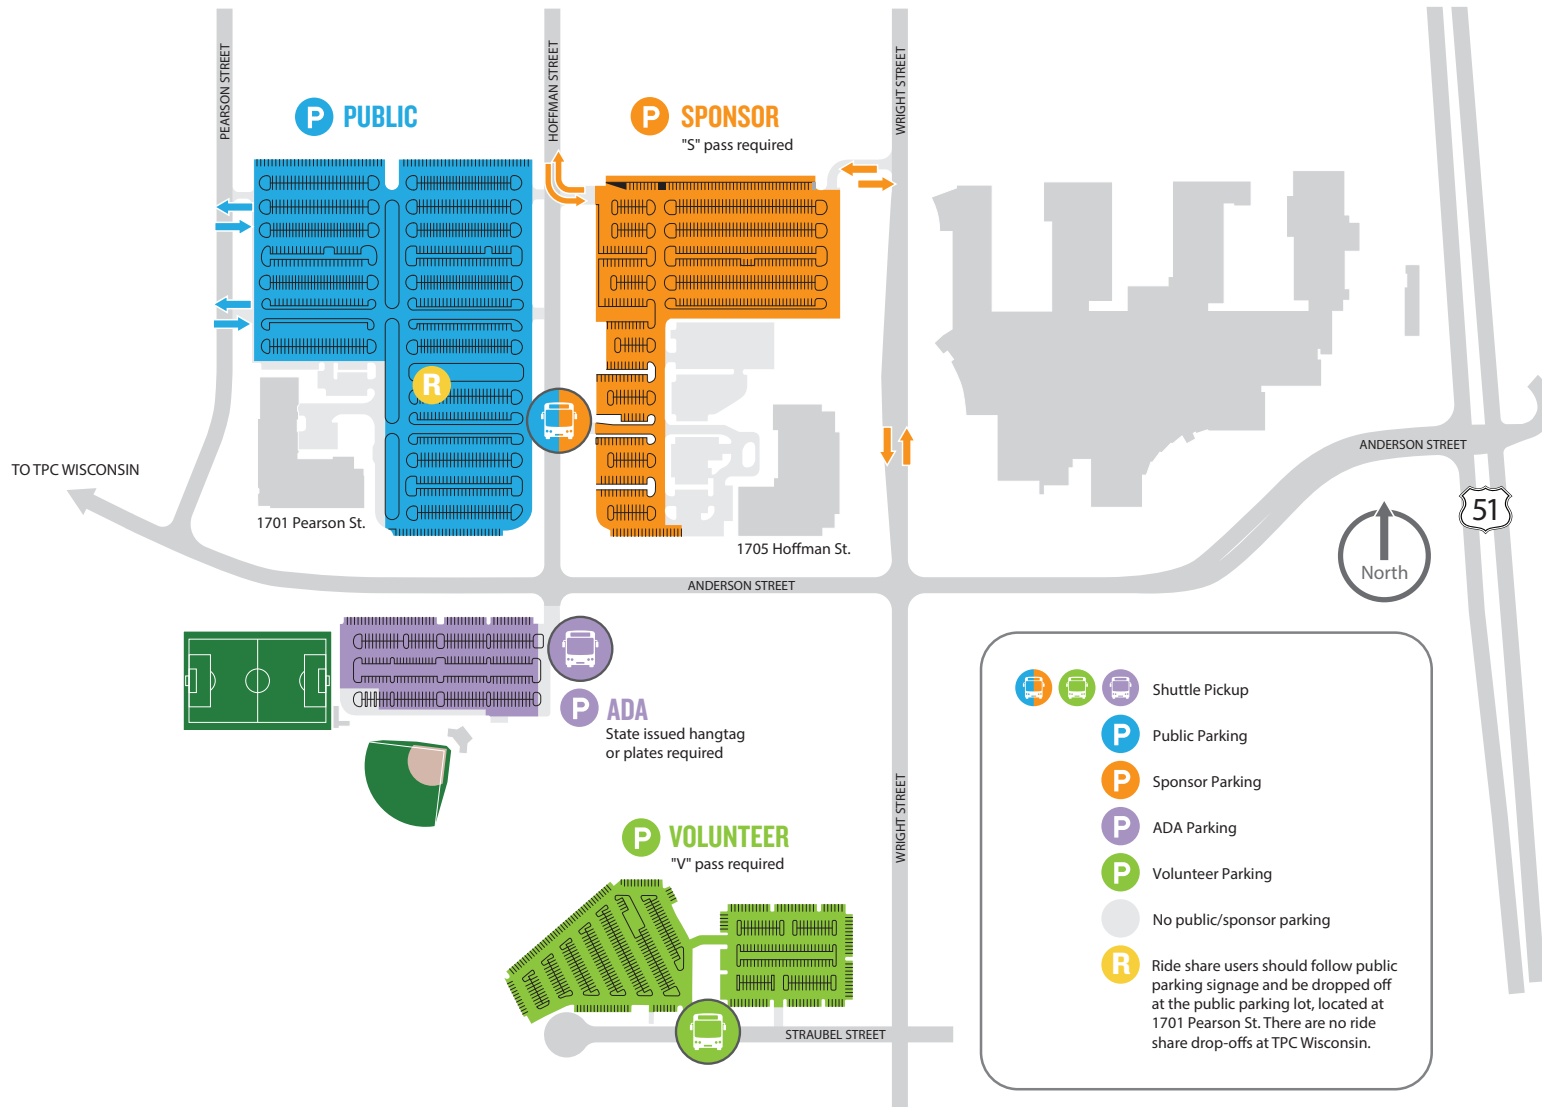 PEARSON STREET
HOFFMAN STREET
WRIGHT STREET
P PUBLIC
P SPONSOR
"S" pass required
R
TO TPC WISCONSIN
1701 Pearson St.
1705 Hoffman St.
ANDERSON STREET
51
North
ANDERSON STREET
P ADA
State issued hangtag
or plates required
WRIGHT STREET
P VOLUNTEER
"V" pass required
STRAUBEL STREET
Shuttle Pickup
P Public Parking
P Sponsor Parking
P ADA Parking
P Volunteer Parking
No public/sponsor parking
R Ride share users should follow public
parking signage and be dropped off
at the public parking lot, located at
1701 Pearson St. There are no ride
share drop-offs at TPC Wisconsin.